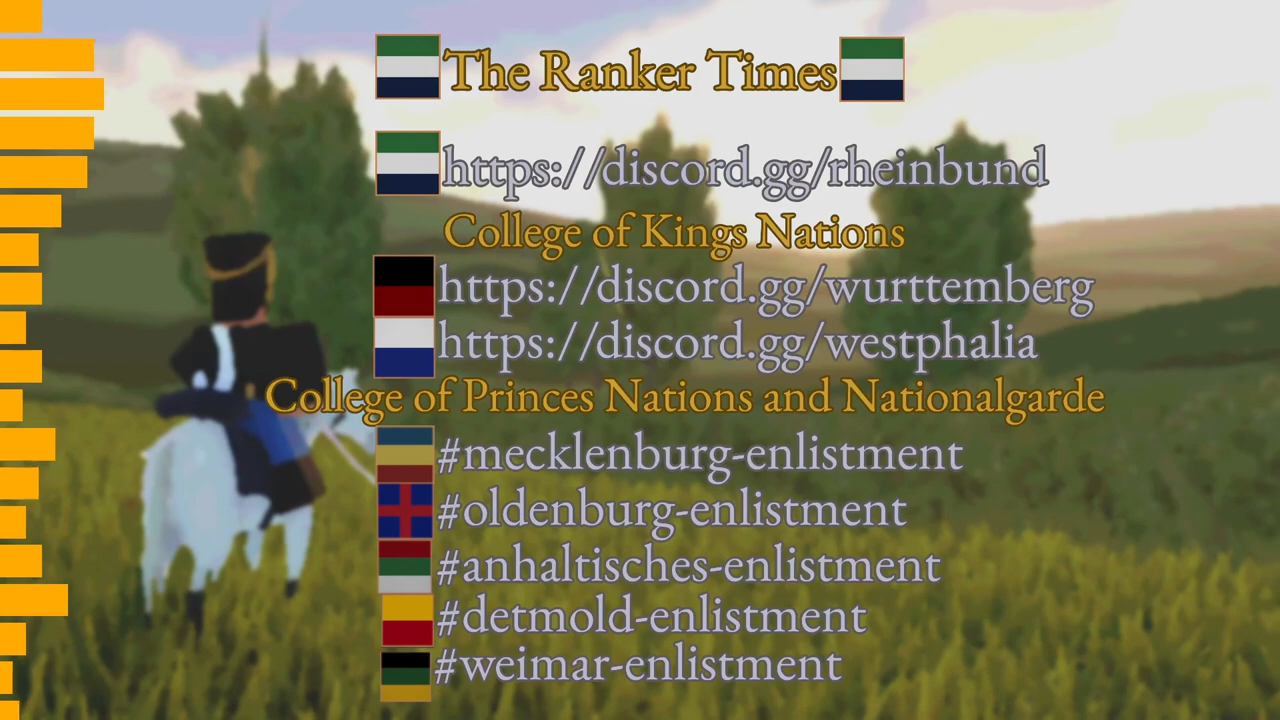 The Ranker Times
https://discord.gg/rheinbund
College of Kings Nations
https://discord.gg/wurttemberg
https://discord.gg/westphalia
College of Princes Nations and Nationalgarde
#mecklenburg-enlistment
#oldenburg-enlistment
#anhaltisches-enlistment
#detmold-enlistment
#weimar-enlistment